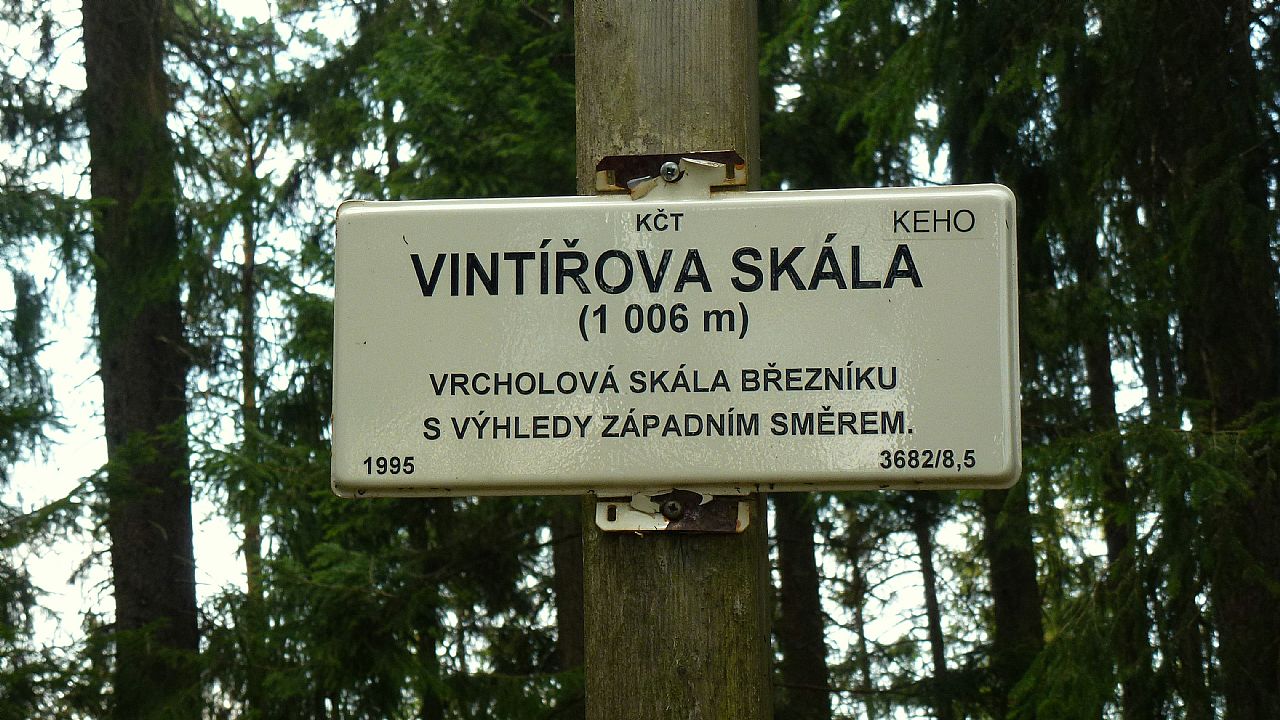 KČT KEHO
VINTÍŘOVA SKÁLA
(1 006 m)
VRCHOLOVÁ SKÁLA BŘEZNÍKU
S VÝHLEDY ZÁPADNÍM SMĚREM.
1995 3682/8,5